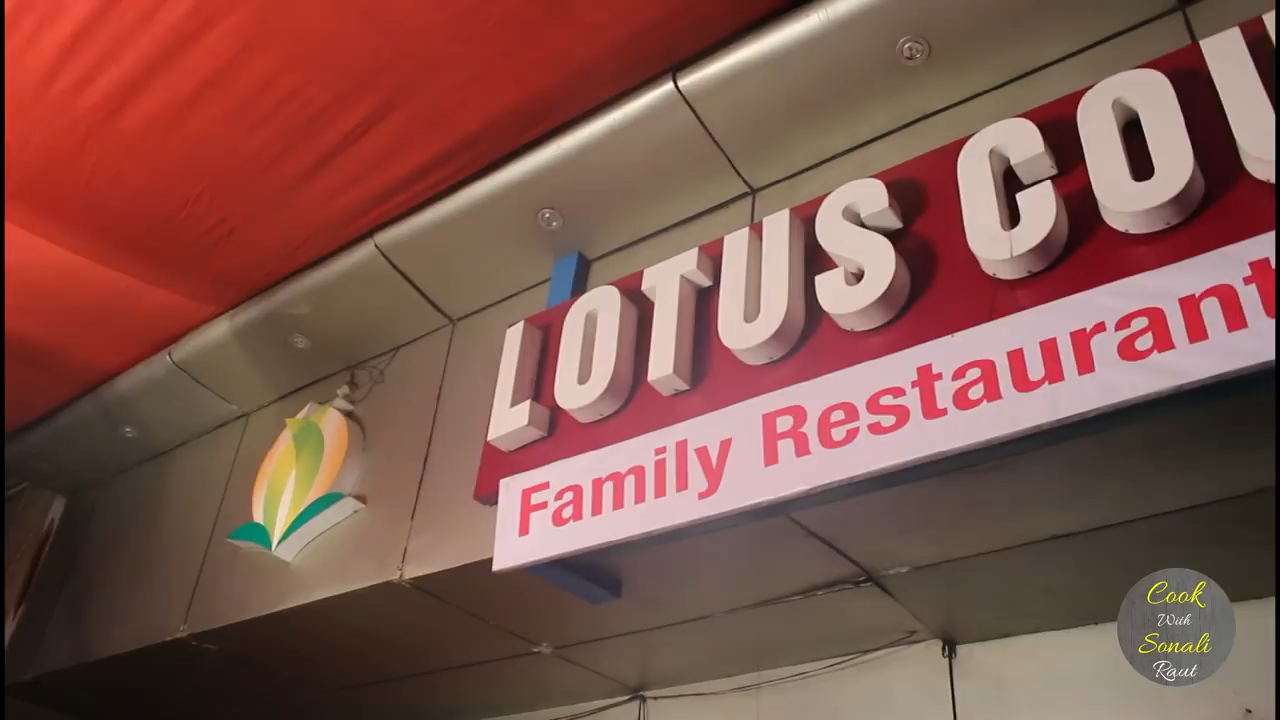 LOTUS COU
Family Restaurant
Cook
With
Sonali
Raut